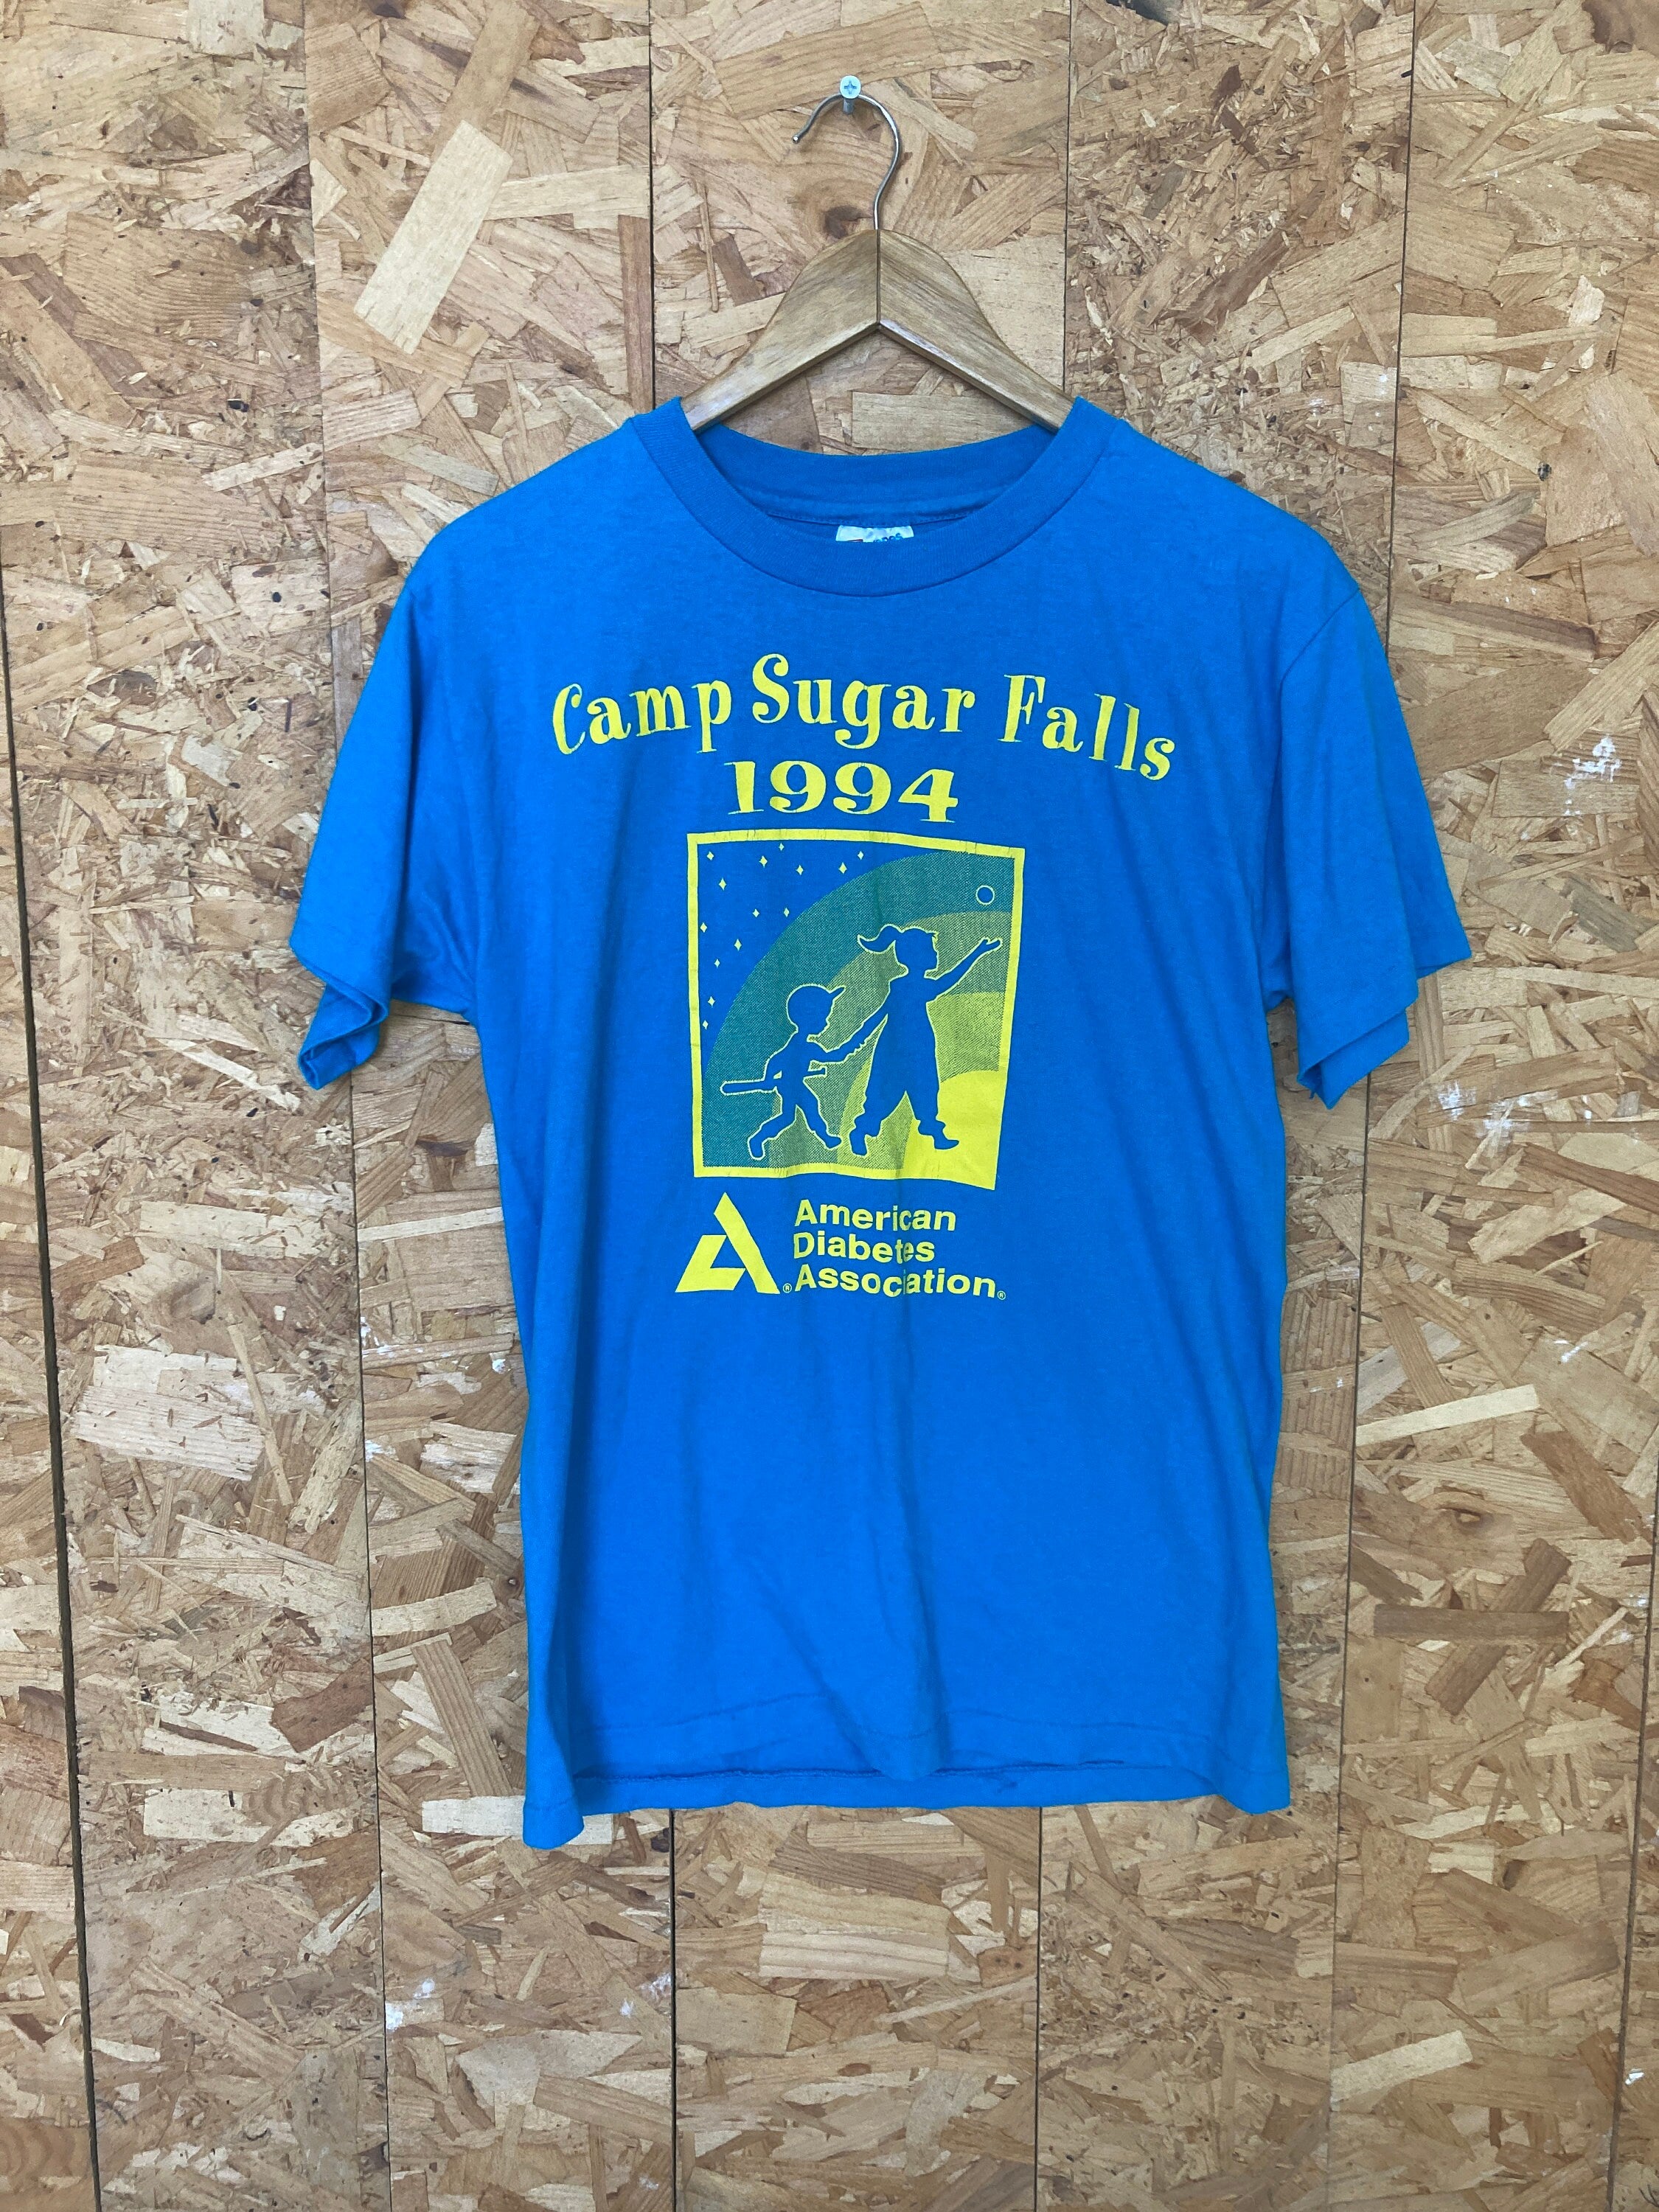 Camp Sugar Falls
1994
American
Diabetes
® Association®